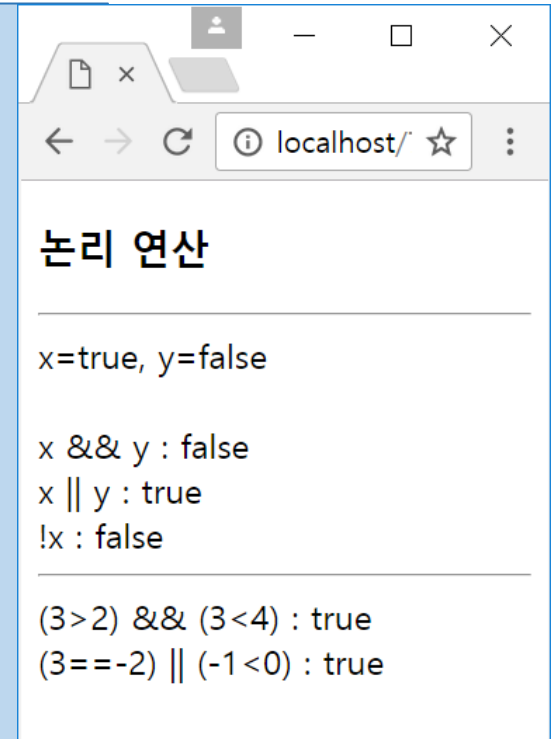 localhost/
논리 연산
x=true, y=false
x && y : false
x || y : true
!x : false
(3>2) && (3<4) : true
(3==-2) || (-1<0) : true